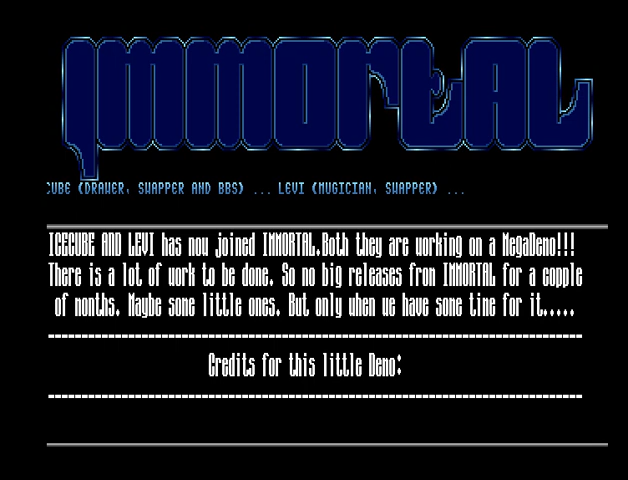 IMMORTAL
CUBE (DRAWER, SWAPPER AND BBS) ... LEVI (MUGICIAN, SWAPPER) ...
ICECUBE AND LEVI has now joined IMMORTAL.Both they are working on a MegaDemo!!!
There is a lot of work to be done. So no big releases from IMMORTAL for a copple
of months. Maybe some little ones. But only when we have some time for it.....
Credits for this little Demo: